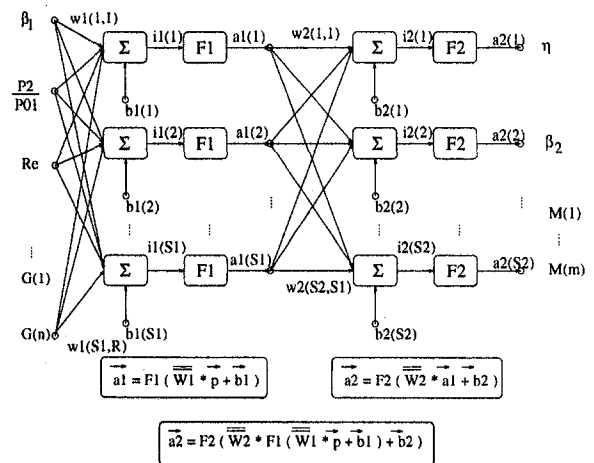 β1 w1(1,1) i1(1) a1(1) w2(1,1) i2(1) a2(1)
Σ F1 Σ F2 η
P2
P01
b1(1) b2(1)
i1(2) a1(2) i2(2) a2(2)
Re Σ F1 Σ F2 β2
b1(2) b2(2) M(1)
i1(S1) a1(S1) i2(S2) a2(S2)
G(1) Σ F1 Σ F2 M(m)
w2(S2,S1)
G(n) b1(S1) b2(S2)
w1(S1,R)
a1 = F1 ( W1 * p + b1 ) a2 = F2 ( W2 * a1 + b2 )
a2 = F2 ( W2 * F1 ( W1 * p + b1 ) + b2 )